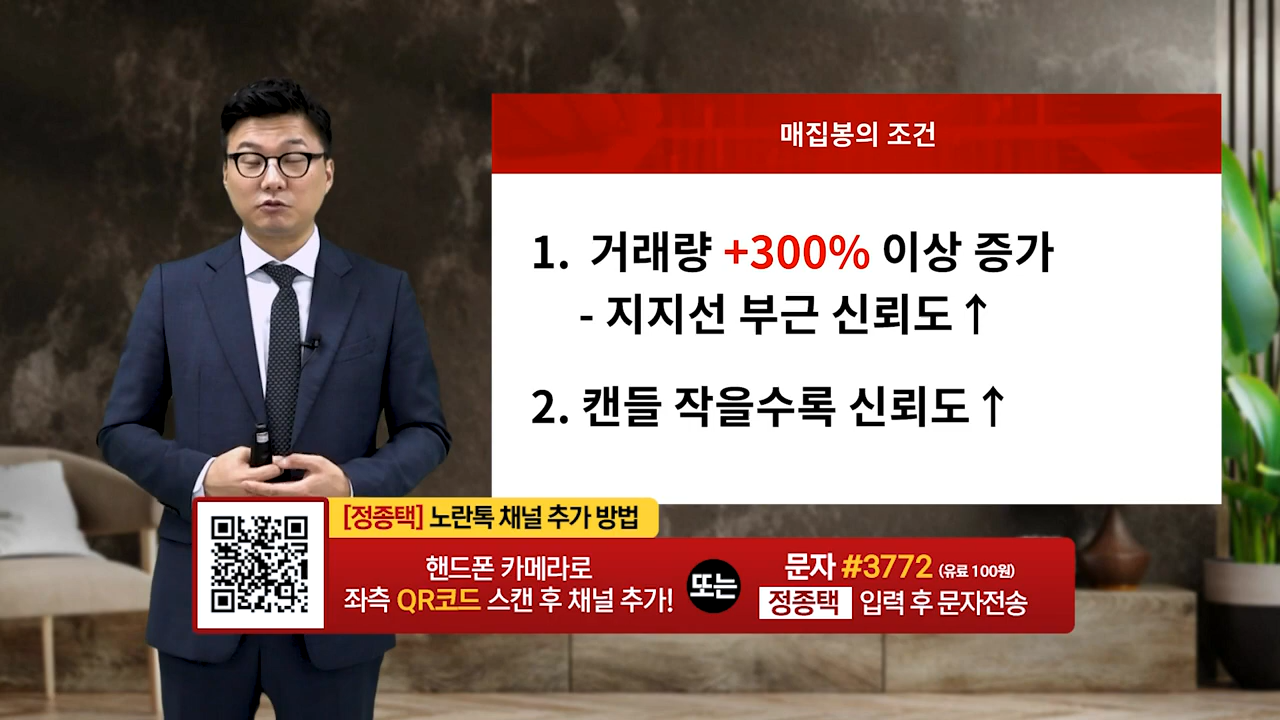 매집봉의 조건
1. 거래량 +300% 이상 증가
- 지지선 부근 신뢰도↑
2. 캔들 작을수록 신뢰도↑
[정종택] 노란톡 채널 추가 방법
핸드폰 카메라로
좌측 QR코드 스캔 후 채널 추가!
또는
문자 #3772 (유료 100원)
정종택 입력 후 문자전송